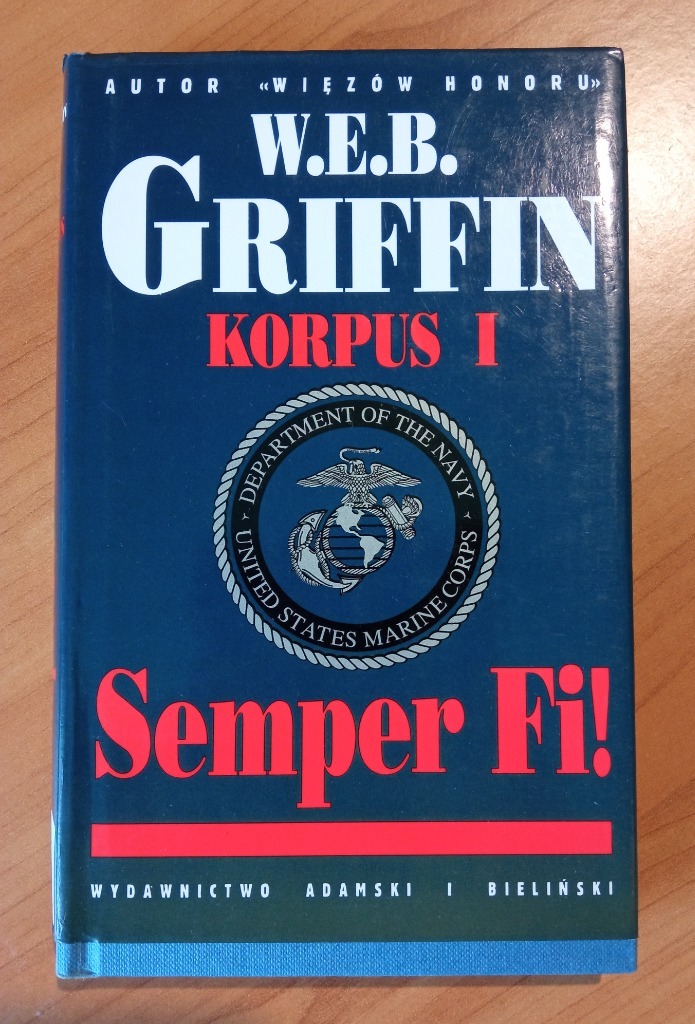 AUTOR «WIĘZÓW HONORU»
W.E.B.
GRIFFIN
KORPUS I
DEPARTMENT OF THE NAVY
UNITED STATES MARINE CORPS
Semper Fi!
WYDAWNICTWO ADAMSKI I BIELIŃSKI